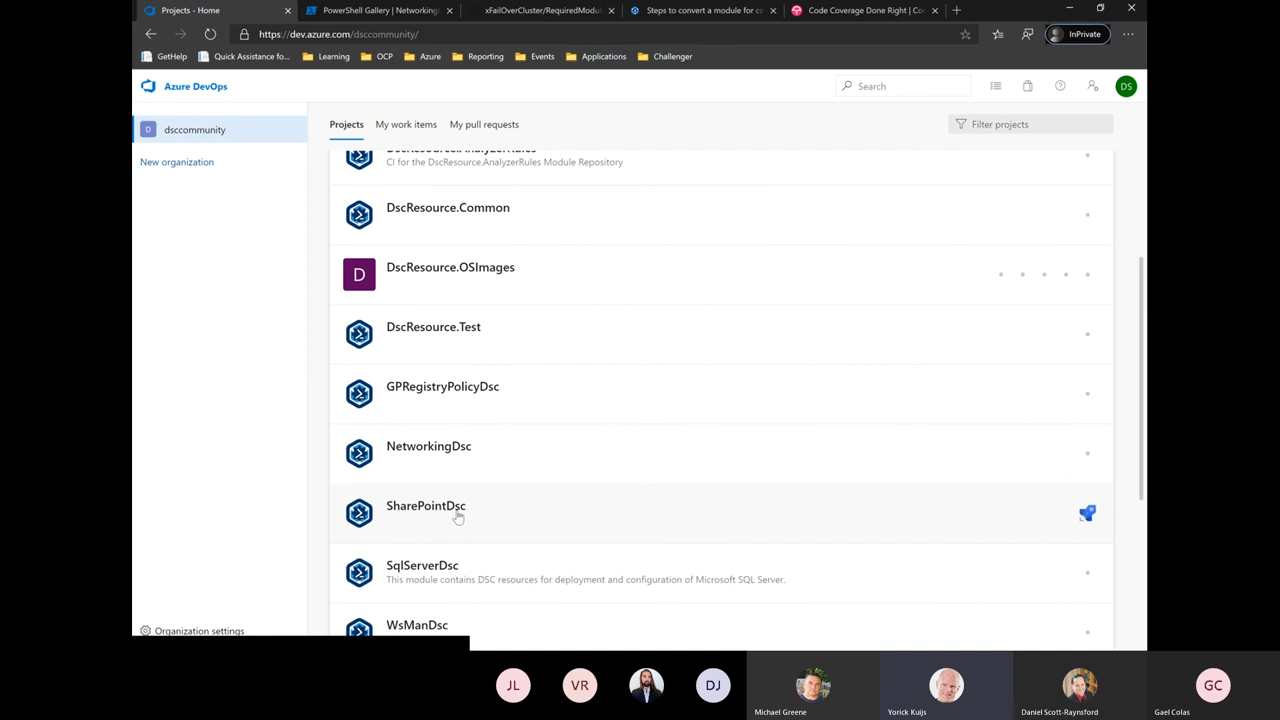 Projects - Home
PowerShell Gallery | Networking
xFailOverCluster/RequiredModul
Steps to convert a module for co
Code Coverage Done Right | Co
https://dev.azure.com/dsccommunity/
InPrivate
GetHelp
Quick Assistance fo...
Learning
OCP
Azure
Reporting
Events
Applications
Challenger
Azure DevOps
Search
DS
D
dsccommunity
New organization
Projects
My work items
My pull requests
Filter projects
DscResource.AnalyzerRules
CI for the DscResource.AnalyzerRules Module Repository
DscResource.Common
D
DscResource.OSImages
DscResource.Test
GPRegistryPolicyDsc
NetworkingDsc
SharePointDsc
SqlServerDsc
This module contains DSC resources for deployment and configuration of Microsoft SQL Server.
WsManDsc
Organization settings
JL
VR
DJ
GC
Michael Greene
Yorick Kuijs
Daniel Scott-Raynsford
Gael Colas